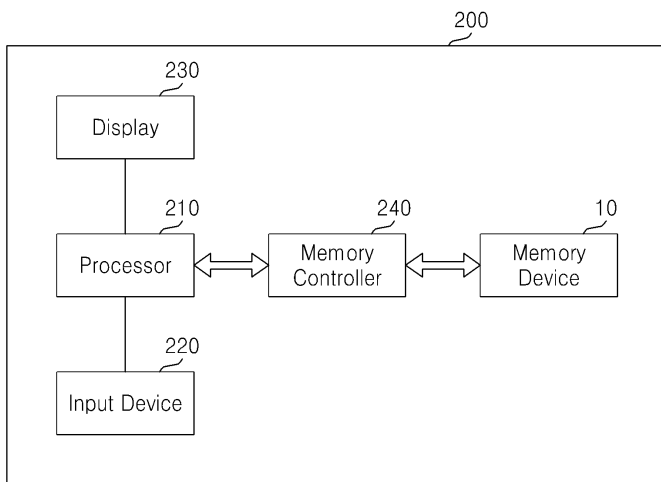 200
230
Display
210
Processor
240
Memory
Controller
10
Memory
Device
220
Input Device